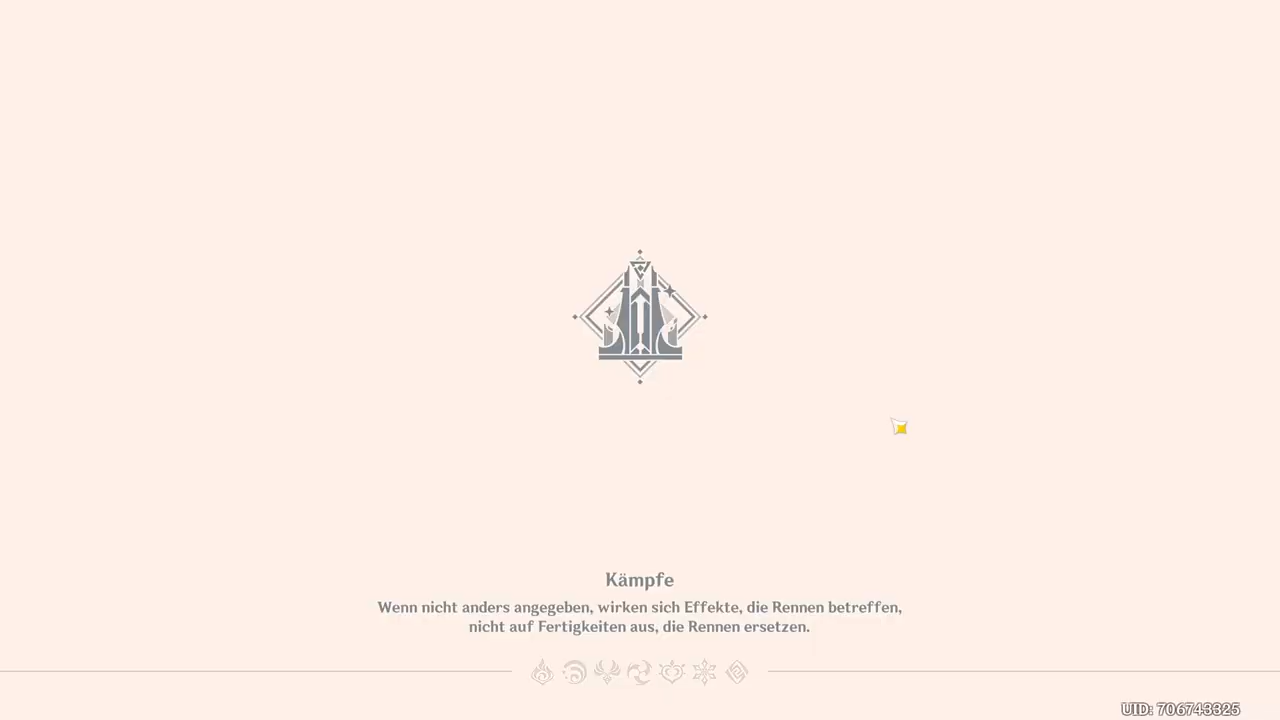 Kämpfe
Wenn nicht anders angegeben, wirken sich Effekte, die Rennen betreffen,
nicht auf Fertigkeiten aus, die Rennen ersetzen.
UID: 706743325